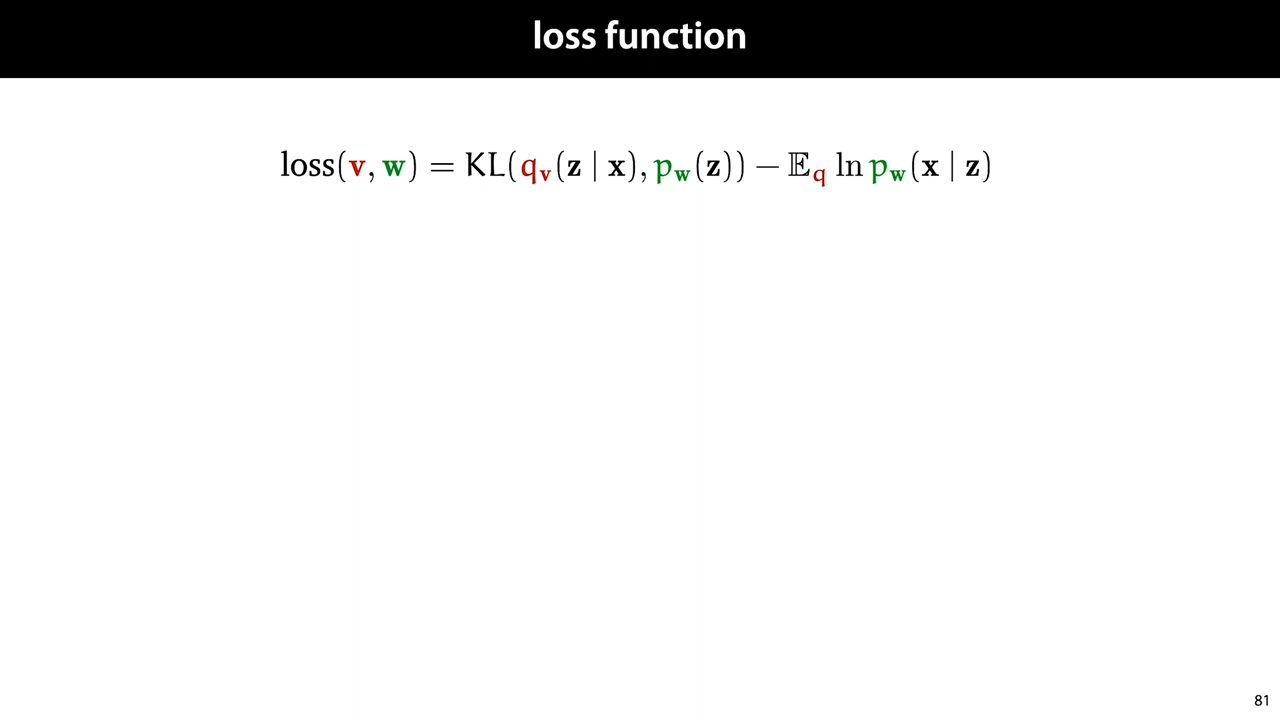 loss function
loss(v, w) = KL(q_v(z | x), p_w(z)) − 𝔼_q ln p_w(x | z)
81